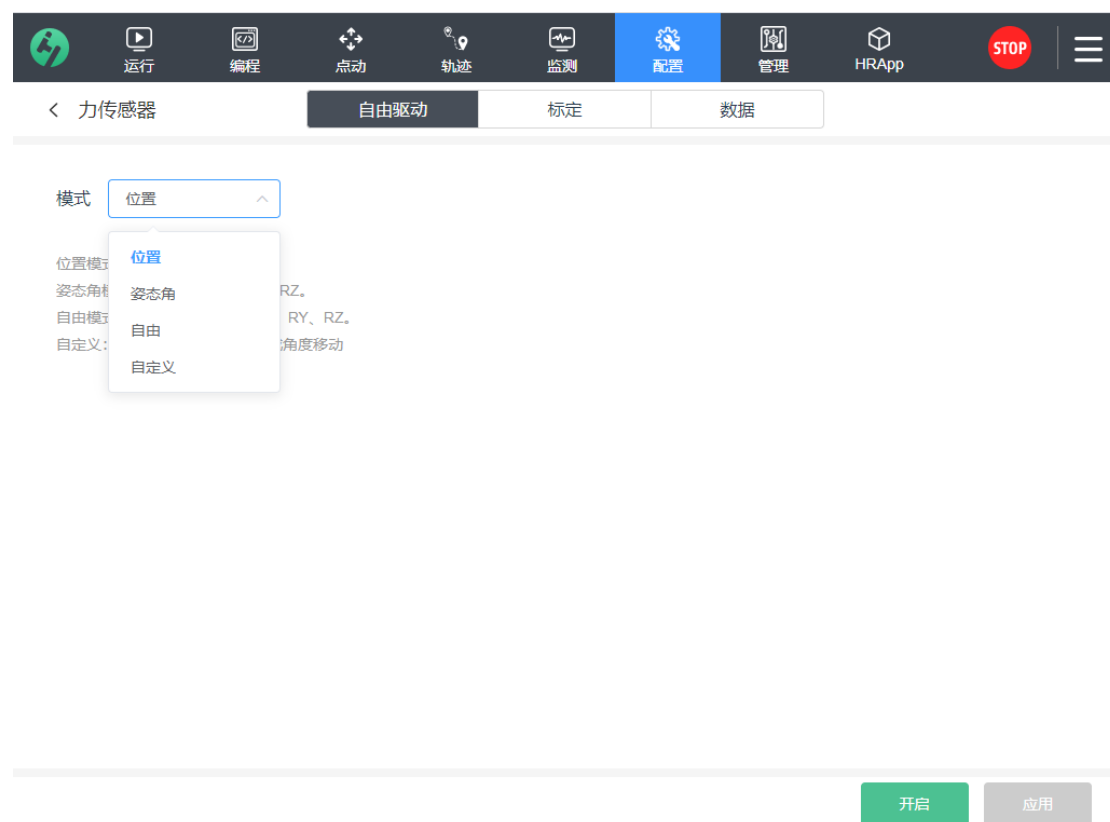 运行
编程
点动
轨迹
监测
配置
管理
HRApp
STOP
力传感器
自由驱动
标定
数据
模式
位置
位置
姿态角
自由
自定义
位置模
姿态角 RZ。
自由模 RY、RZ。
自定义: 角度移动
开启
应用